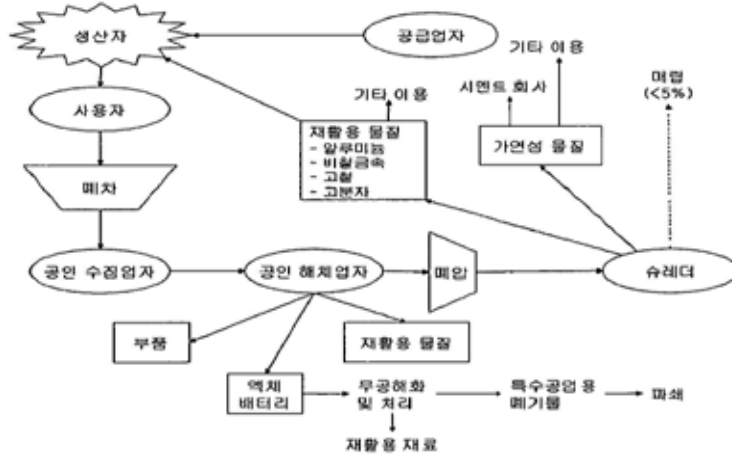 생산자
공급업자
기타 이용
매립
(<5%)
시멘트 회사
사용자
기타 이용
재활용 물질
- 알루미늄
- 비철금속
- 고철
- 고분자
가연성 물질
폐차
공인 수집업자
공인 해체업자
폐압
슈레더
부품
재활용 물질
액체
배터리
무공해화
및 처리
특수공업용
폐기물
파쇄
재활용 재료